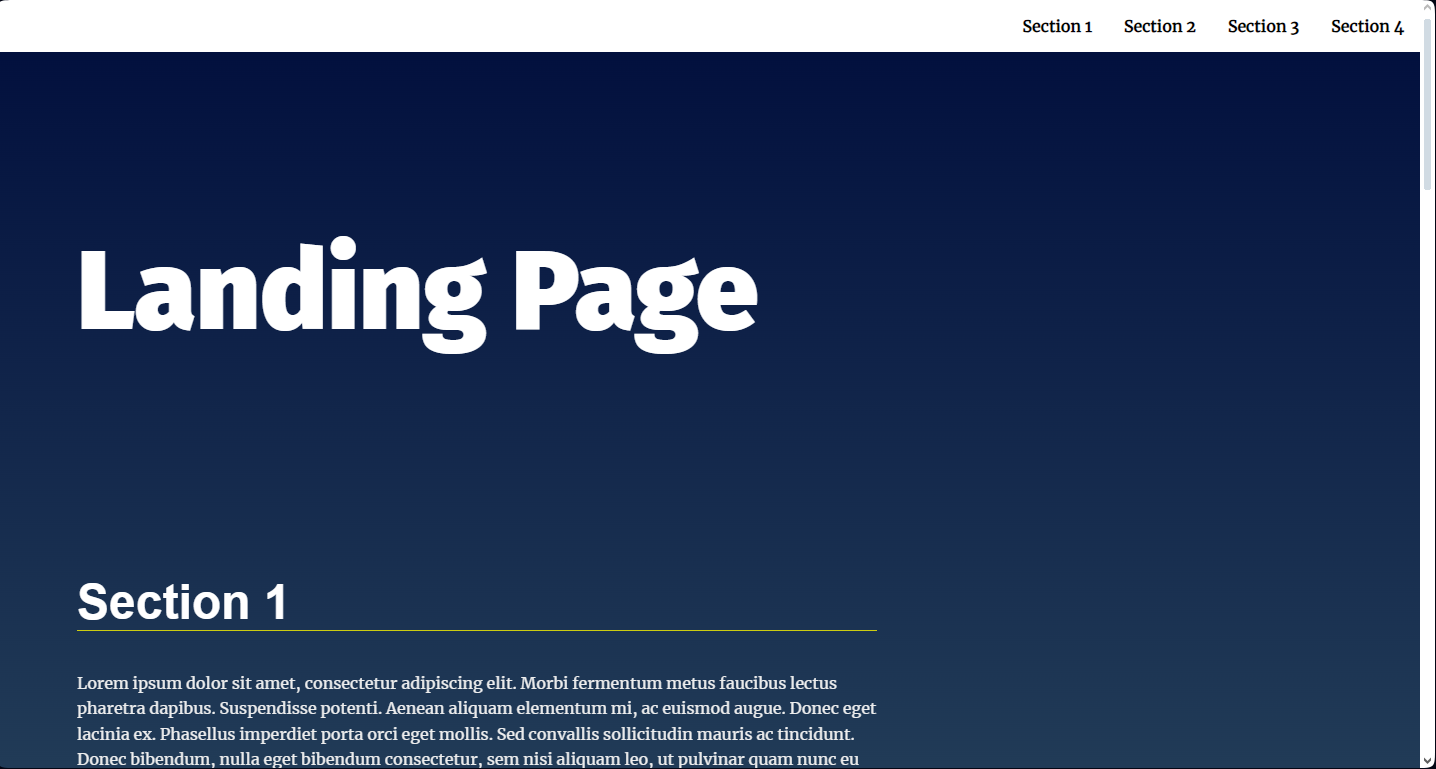 Section 1 Section 2 Section 3 Section 4
Landing Page
Section 1
Lorem ipsum dolor sit amet, consectetur adipiscing elit. Morbi fermentum metus faucibus lectus
pharetra dapibus. Suspendisse potenti. Aenean aliquam elementum mi, ac euismod augue. Donec eget
lacinia ex. Phasellus imperdiet porta orci eget mollis. Sed convallis sollicitudin mauris ac tincidunt.
Donec bibendum, nulla eget bibendum consectetur, sem nisi aliquam leo, ut pulvinar quam nunc eu